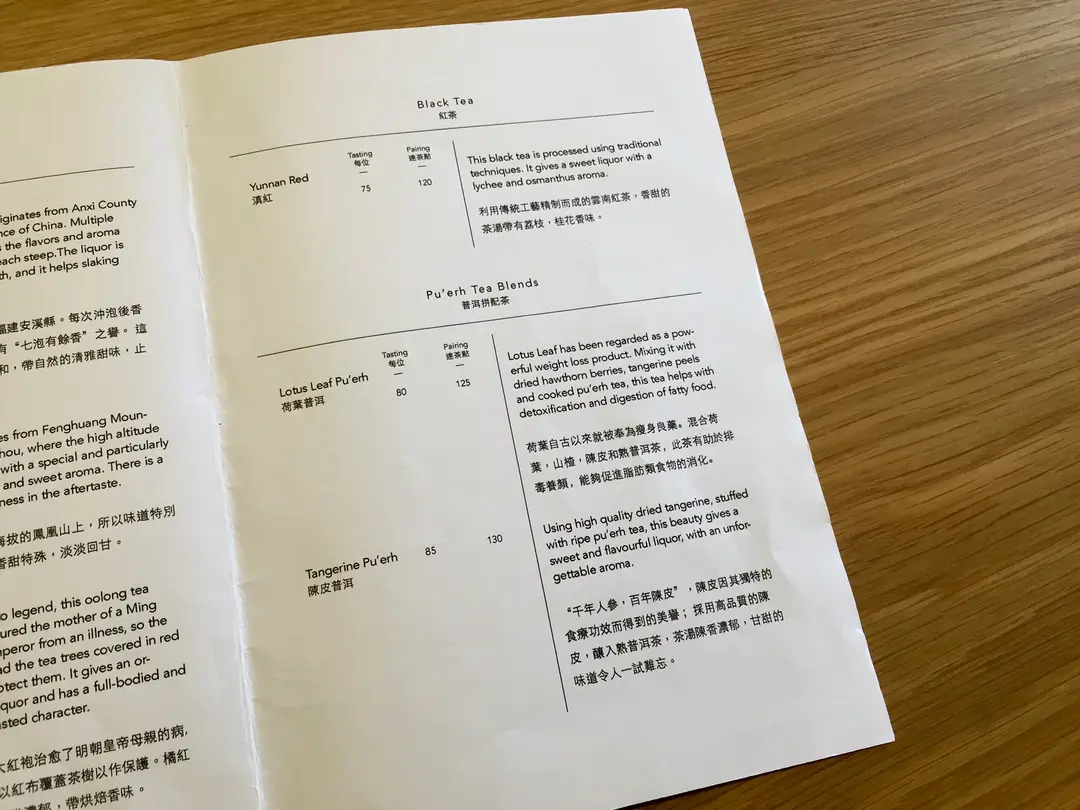 iginates from Anxi County
nce of China. Multiple
s the flavors and aroma
each steep.The liquor is
th, and it helps slaking
福建安溪縣。每次沖泡後香
有“七泡有餘香”之譽。這
和，帶自然的清雅甜味，止
es from Fenghuang Moun-
hou, where the high altitude
with a special and particularly
and sweet aroma. There is a
ness in the aftertaste.
海拔的鳳凰山上，所以味道特別
香甜特殊，淡淡回甘。
to legend, this oolong tea
ured the mother of a Ming
mperor from an illness, so the
ad the tea trees covered in red
otect them. It gives an or-
quor and has a full-bodied and
asted character.
大紅袍治愈了明朝皇帝母親的病,
以紅布覆蓋茶樹以作保護。橘紅
濃郁，帶烘焙香味。
Black Tea
紅茶
Tasting
每位
—
Pairing
連茶點
—
Yunnan Red
滇紅
75
120
This black tea is processed using traditional
techniques. It gives a sweet liquor with a
lychee and osmanthus aroma.
利用傳統工藝精制而成的雲南紅茶，香甜的
茶湯帶有荔枝，桂花香味。
Pu’erh Tea Blends
普洱拼配茶
Tasting
每位
—
Pairing
連茶點
—
Lotus Leaf Pu’erh
荷葉普洱
80
125
Lotus Leaf has been regarded as a pow-
erful weight loss product. Mixing it with
dried hawthorn berries, tangerine peels
and cooked pu’erh tea, this tea helps with
detoxification and digestion of fatty food.
荷葉自古以來就被奉為瘦身良藥。混合荷
葉，山楂，陳皮和熟普洱茶，此茶有助於排
毒養顏，能夠促進脂肪類食物的消化。
Tangerine Pu’erh
陳皮普洱
85
130
Using high quality dried tangerine, stuffed
with ripe pu’erh tea, this beauty gives a
sweet and flavourful liquor, with an unfor-
gettable aroma.
“千年人參，百年陳皮”，陳皮因其獨特的
食療功效而得到的美譽；採用高品質的陳
皮，釀入熟普洱茶，茶湯陳香濃郁，甘甜的
味道令人一試難忘。